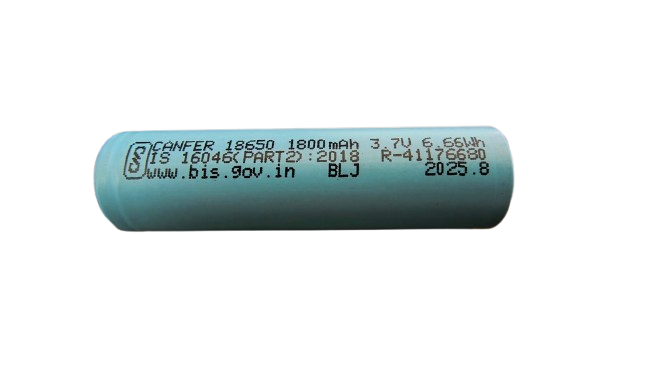 CANFER 18650 1800mAh 3.7V 6.66Wh
IS 16046(PART2):2018 R-41176680
www.bis.gov.in BLJ 2025.8